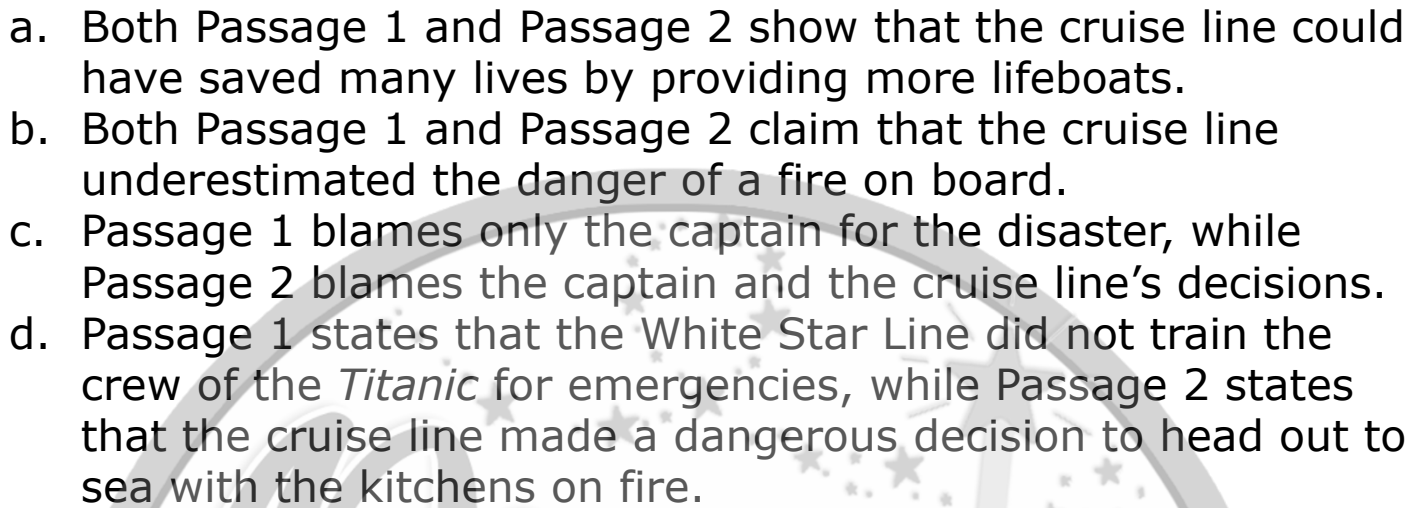 a. Both Passage 1 and Passage 2 show that the cruise line could
have saved many lives by providing more lifeboats.
b. Both Passage 1 and Passage 2 claim that the cruise line
underestimated the danger of a fire on board.
c. Passage 1 blames only the captain for the disaster, while
Passage 2 blames the captain and the cruise line’s decisions.
d. Passage 1 states that the White Star Line did not train the
crew of the Titanic for emergencies, while Passage 2 states
that the cruise line made a dangerous decision to head out to
sea with the kitchens on fire.